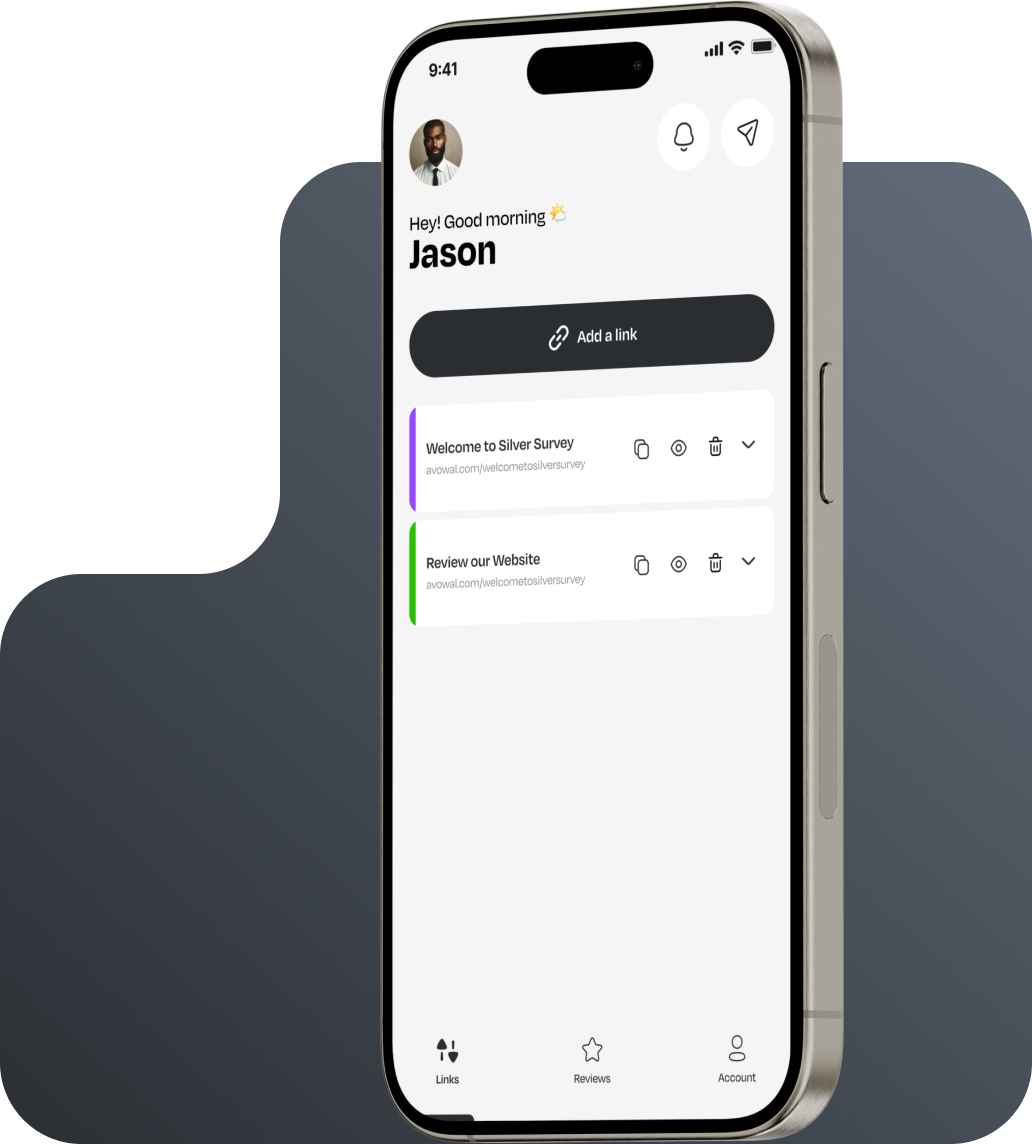 9:41
Hey! Good morning 🌤️
Jason
Add a link
Welcome to Silver Survey
avowal.com/welcometosilversurvey
Review our Website
avowal.com/welcometosilversurvey
Links
Reviews
Account